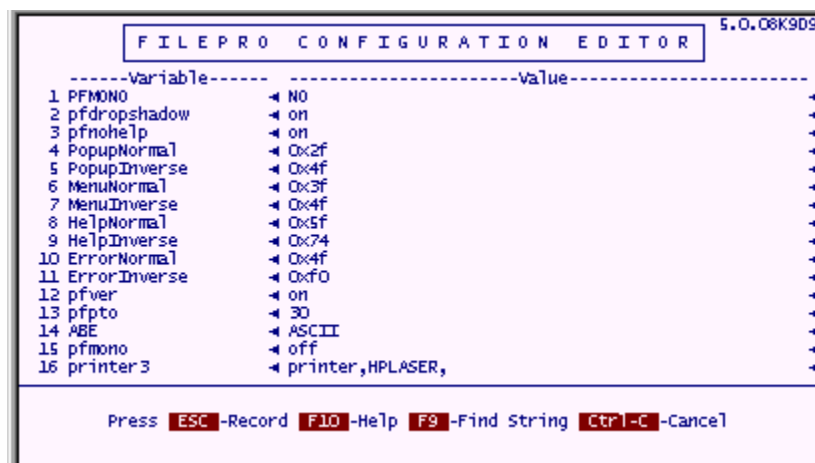 5.0.08K9D9
F I L E P R O   C O N F I G U R A T I O N   E D I T O R
------Variable------ ----------------------Value------------------------
1 PFMONO ◄ NO ◄
2 pfdropshadow ◄ on ◄
3 pfnohelp ◄ on ◄
4 PopupNormal ◄ 0x2f ◄
5 PopupInverse ◄ 0x4f ◄
6 MenuNormal ◄ 0x3f ◄
7 MenuInverse ◄ 0x4f ◄
8 HelpNormal ◄ 0x5f ◄
9 HelpInverse ◄ 0x74 ◄
10 ErrorNormal ◄ 0x4f ◄
11 ErrorInverse ◄ 0xf0 ◄
12 pfver ◄ on ◄
13 pfpto ◄ 30 ◄
14 ABE ◄ ASCII ◄
15 pfmono ◄ off ◄
16 printer3 ◄ printer,HPLASER, ◄
Press ESC -Record F10 -Help F9 -Find String Ctrl-C -Cancel